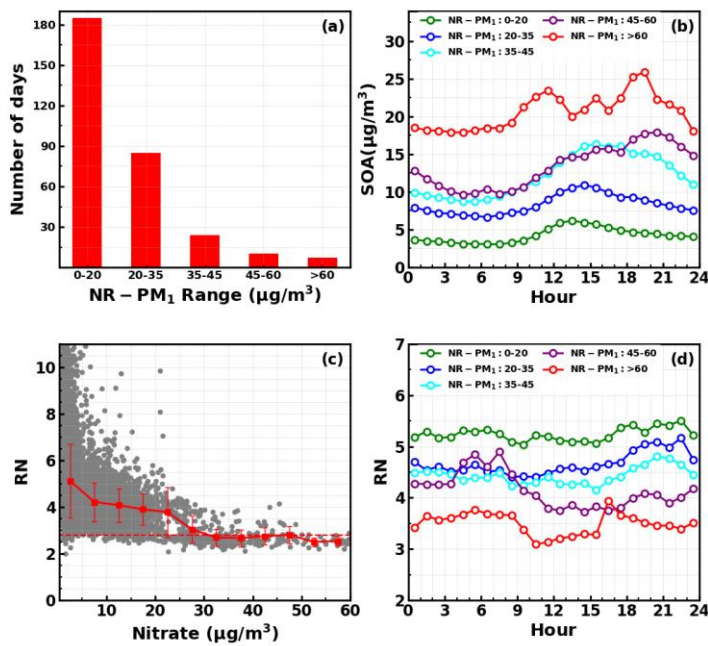 (a)
180
150
120
90
60
30
Number of days
0-20
20-35
35-45
45-60
>60
NR – PM₁ Range (μg/m³)
(b)
NR – PM₁ : 0-20
NR – PM₁ : 20-35
NR – PM₁ : 35-45
NR – PM₁ : 45-60
NR – PM₁ : >60
30
25
20
15
10
5
0
SOA(μg/m³)
0 3 6 9 12 15 18 21 24
Hour
(c)
10
8
6
4
2
0
RN
0 10 20 30 40 50 60
Nitrate (μg/m³)
(d)
NR – PM₁ : 0-20
NR – PM₁ : 20-35
NR – PM₁ : 35-45
NR – PM₁ : 45-60
NR – PM₁ : >60
7
6
5
4
3
2
RN
0 3 6 9 12 15 18 21 24
Hour